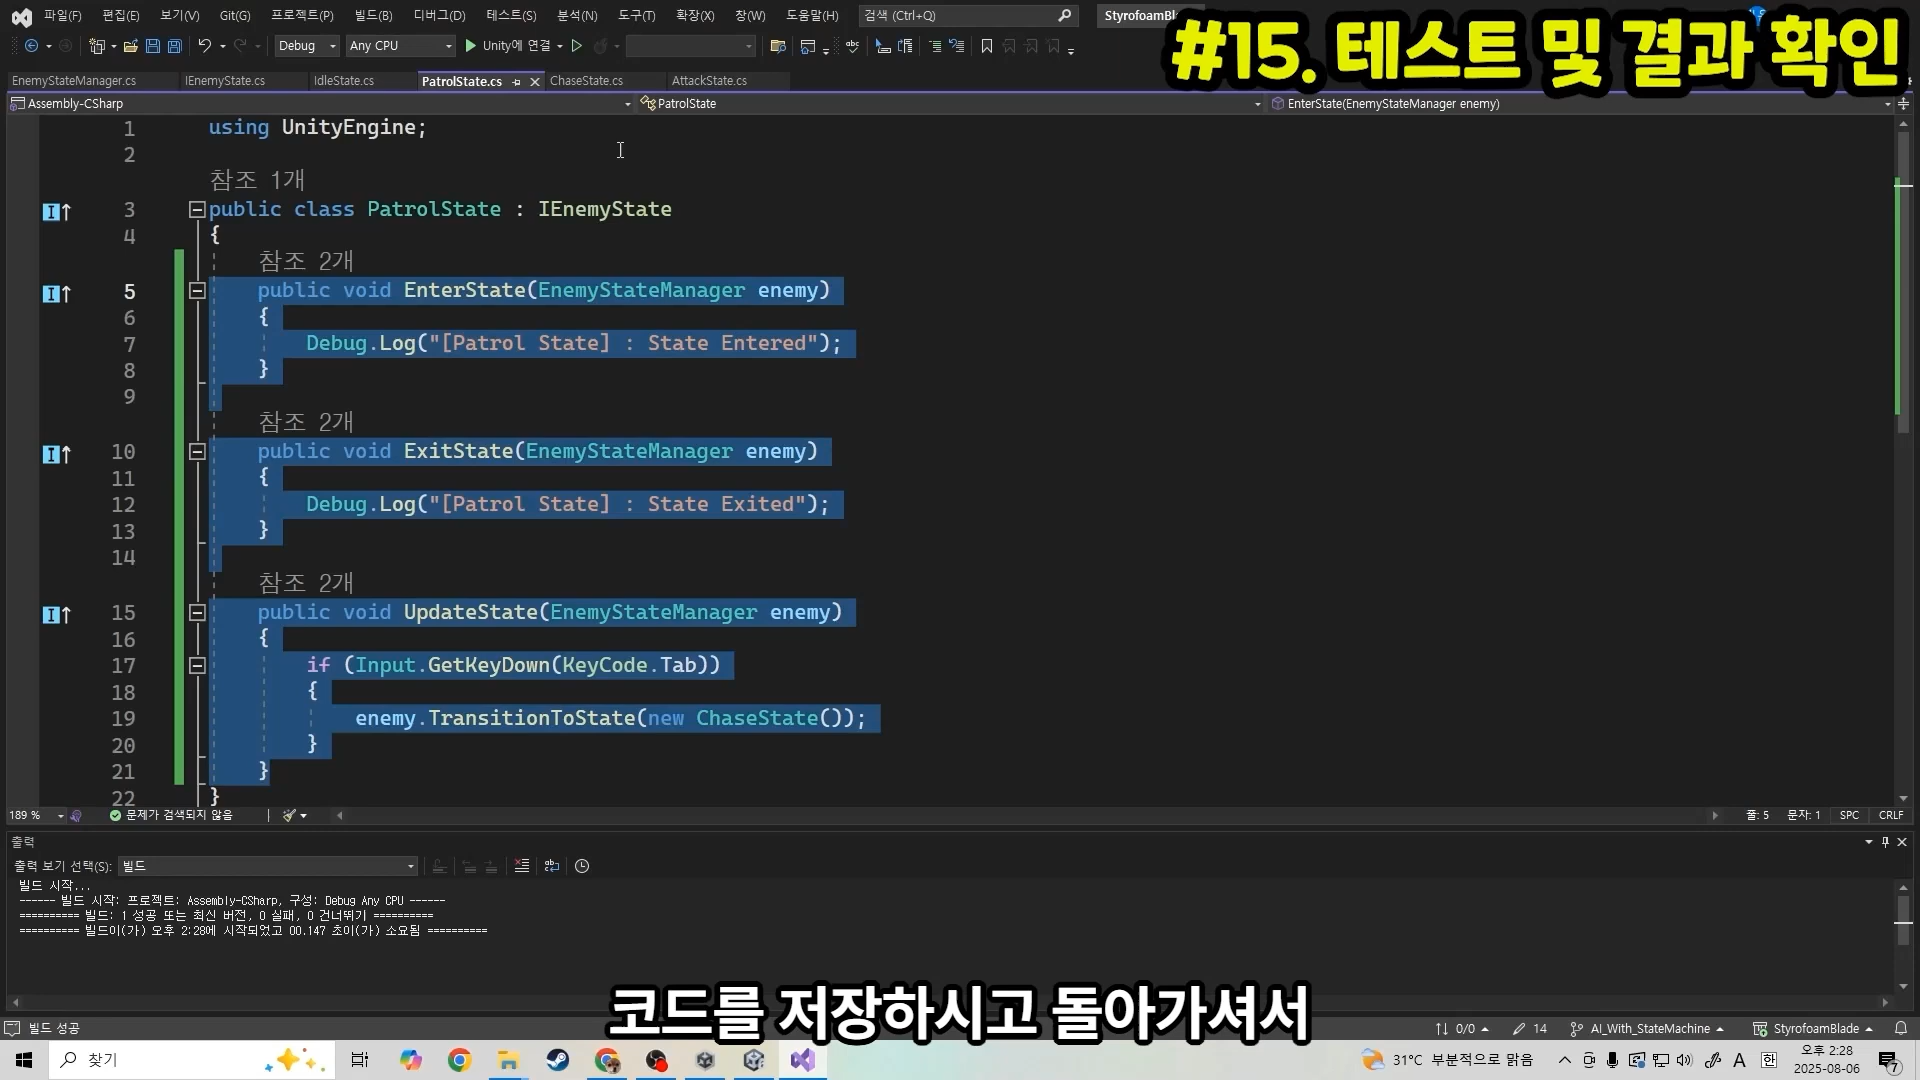 파일(F) 편집(E) 보기(V) Git(G) 프로젝트(P) 빌드(B) 디버그(D) 테스트(S) 분석(N) 도구(T) 확장(X) 창(W) 도움말(H) 검색 (Ctrl+Q)
#15. 테스트 및 결과 확인
Debug Any CPU Unity에 연결
EnemyStateManager.cs IEnemyState.cs IdleState.cs PatrolState.cs ChaseState.cs AttackState.cs
Assembly-CSharp PatrolState EnterState(EnemyStateManager enemy)
1 using UnityEngine;
2
참조 1개
3 public class PatrolState : IEnemyState
4 {
참조 2개
5 public void EnterState(EnemyStateManager enemy)
6 {
7 Debug.Log("[Patrol State] : State Entered");
8 }
9
참조 2개
10 public void ExitState(EnemyStateManager enemy)
11 {
12 Debug.Log("[Patrol State] : State Exited");
13 }
14
참조 2개
15 public void UpdateState(EnemyStateManager enemy)
16 {
17 if (Input.GetKeyDown(KeyCode.Tab))
18 {
19 enemy.TransitionToState(new ChaseState());
20 }
21 }
22 }
189 % 문제가 검색되지 않음 줄: 5 문자: 1 SPC CRLF
출력
출력 보기 선택(S): 빌드
빌드 시작...
------ 빌드 시작: 프로젝트: Assembly-CSharp, 구성: Debug Any CPU ------
========== 빌드: 1 성공 또는 최신 버전, 0 실패, 0 건너뛰기 ==========
========== 빌드이(가) 오후 2:28에 시작되었고 00.147 초이(가) 소요됨 ==========
코드를 저장하시고 돌아가셔서
빌드 성공 0/0 14 AI_With_StateMachine StyrofoamBlade
찾기 31°C 부분적으로 맑음 A 오후 2:28
2025-08-06 7